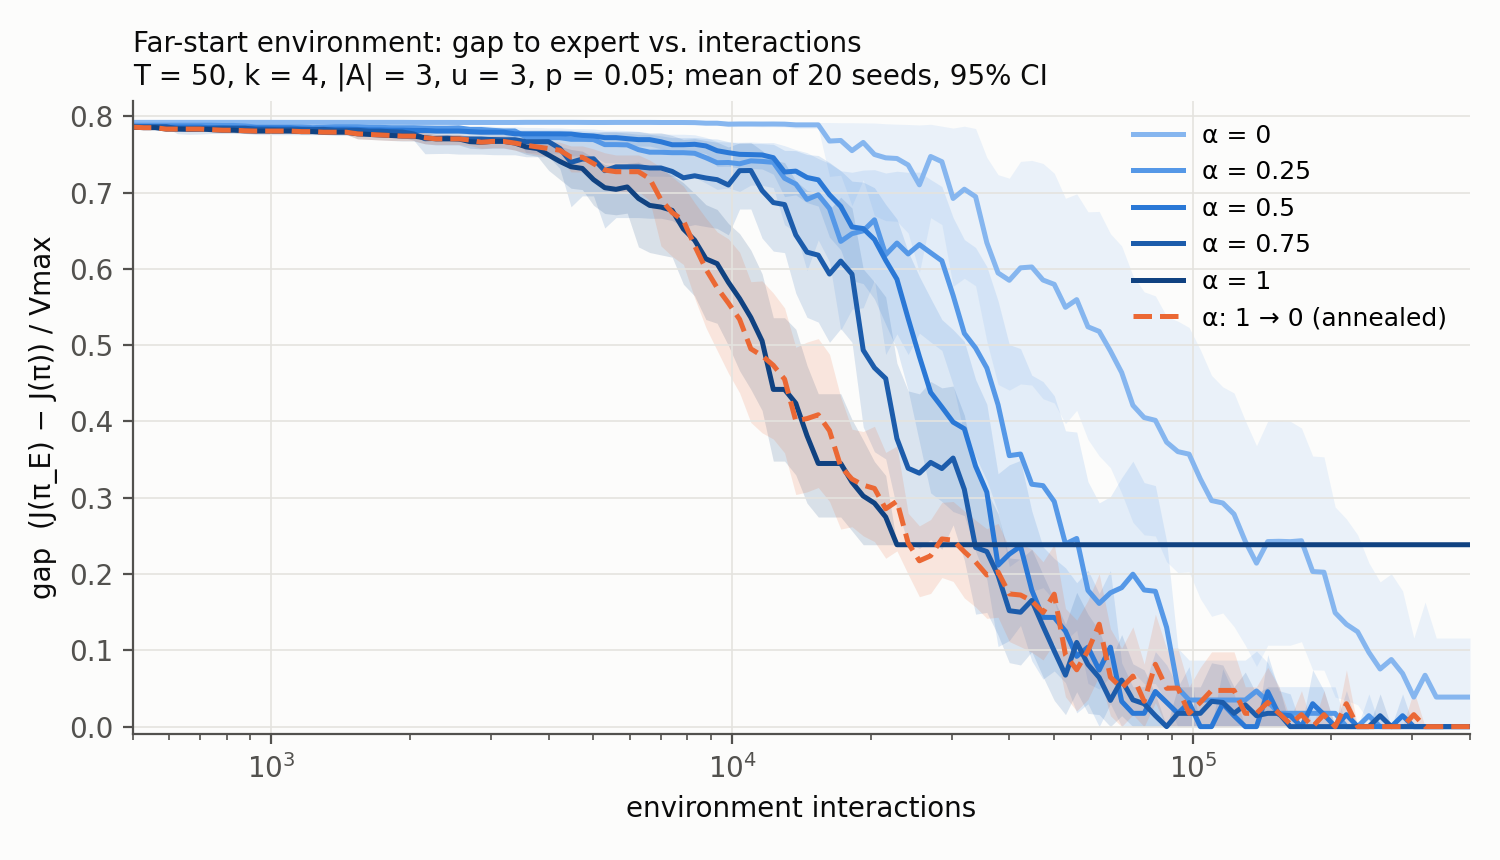 Far-start environment: gap to expert vs. interactions
T = 50, k = 4, |A| = 3, u = 3, p = 0.05; mean of 20 seeds, 95% CI
α = 0
α = 0.25
α = 0.5
α = 0.75
α = 1
α: 1 → 0 (annealed)
gap (J(π_E) − J(π)) / Vmax
0.8
0.7
0.6
0.5
0.4
0.3
0.2
0.1
0.0
10³ 10⁴ 10⁵
environment interactions